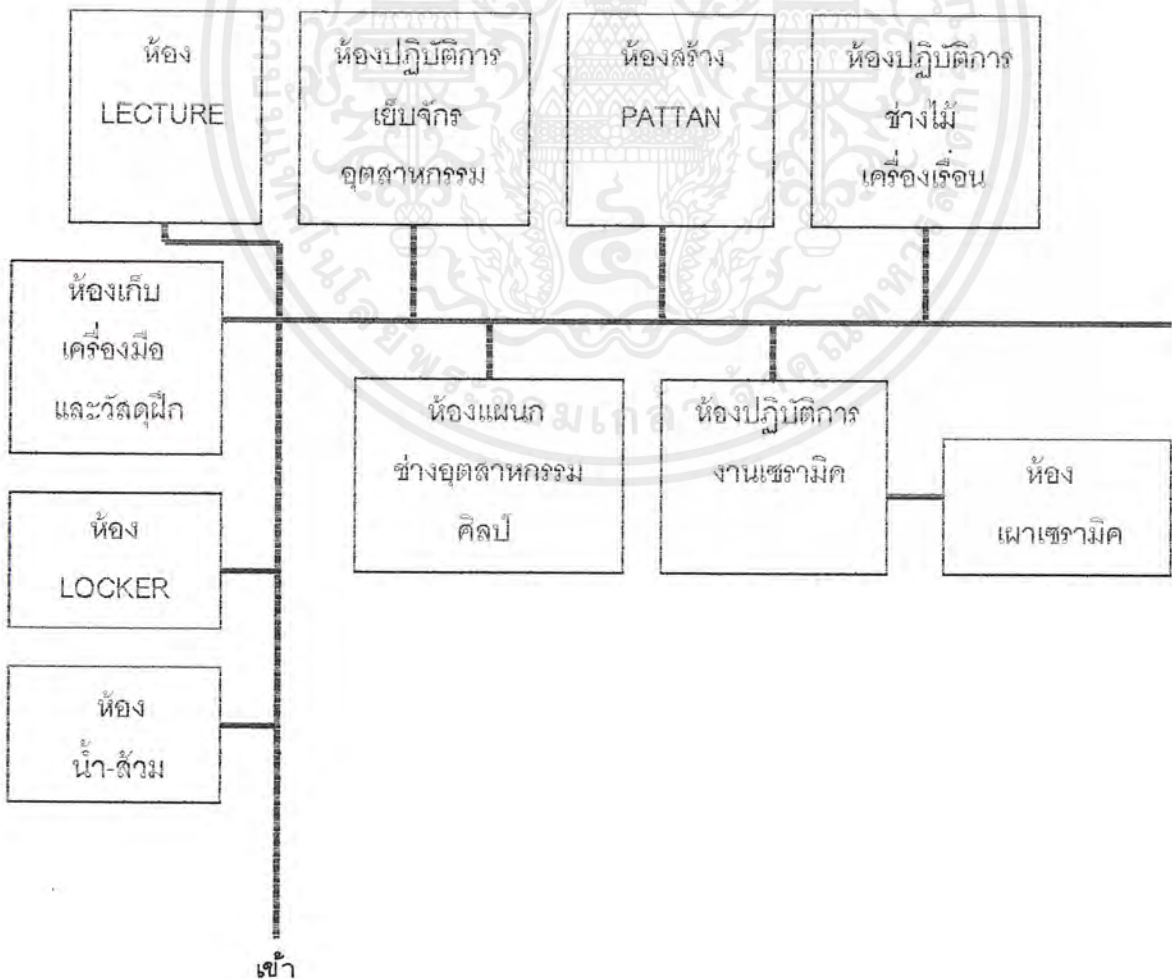 ห้อง
LECTURE
ห้องปฏิบัติการ
เย็บจักร
อุตสาหกรรม
ห้องสร้าง
PATTAN
ห้องปฏิบัติการ
ช่างไม้
เครื่องเรือน
ห้องเก็บ
เครื่องมือ
และวัสดุฝึก
ห้องแผนก
ช่างอุตสาหกรรม
ศิลป์
ห้องปฏิบัติการ
งานเซรามิค
ห้อง
เผาเซรามิค
ห้อง
LOCKER
ห้อง
น้ำ-ส้วม
เข้า